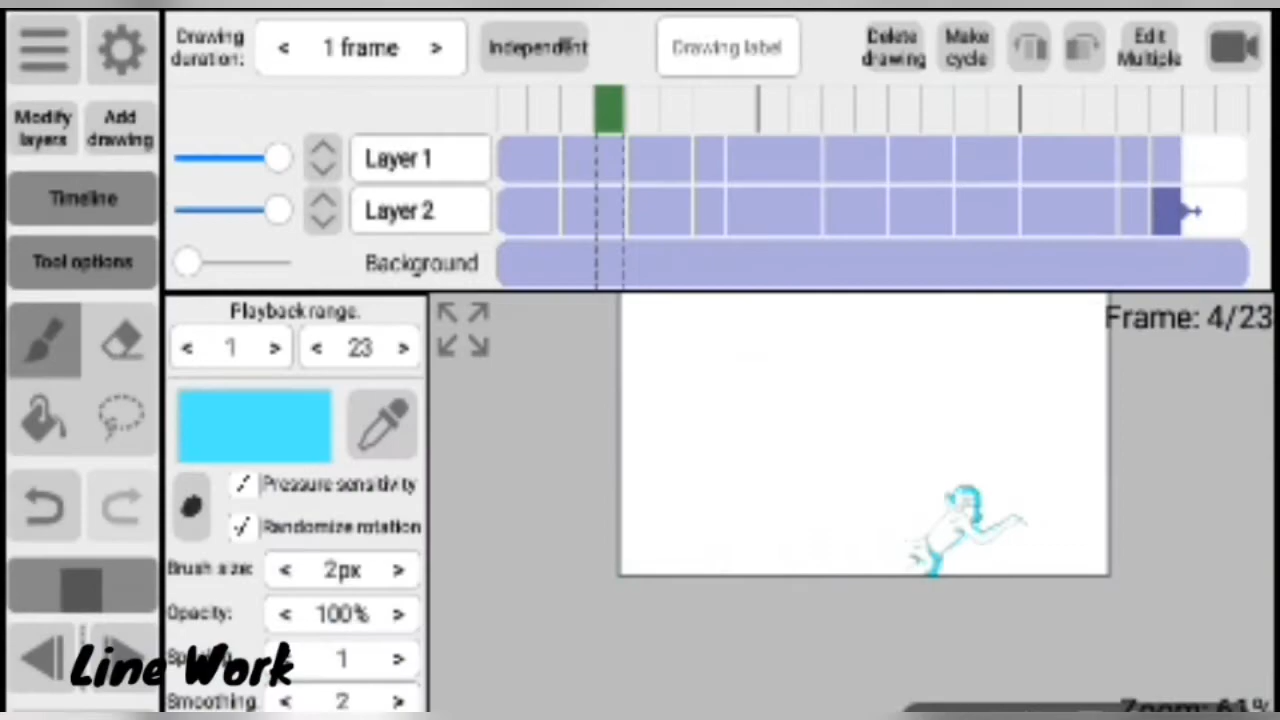 Drawing duration: < 1 frame > Independent Drawing label Delete drawing Make cycle Edit Multiple
Modify layers Add drawing
Layer 1
Timeline
Layer 2
Tool options
Background
Playback range.
Frame: 4/23
< 1 > < 23 >
Pressure sensitivity
Randomize rotation
Brush size: < 2px >
Opacity: < 100% >
Line Work
< 1 >
Smoothing < 2 >
Zoom: 61%